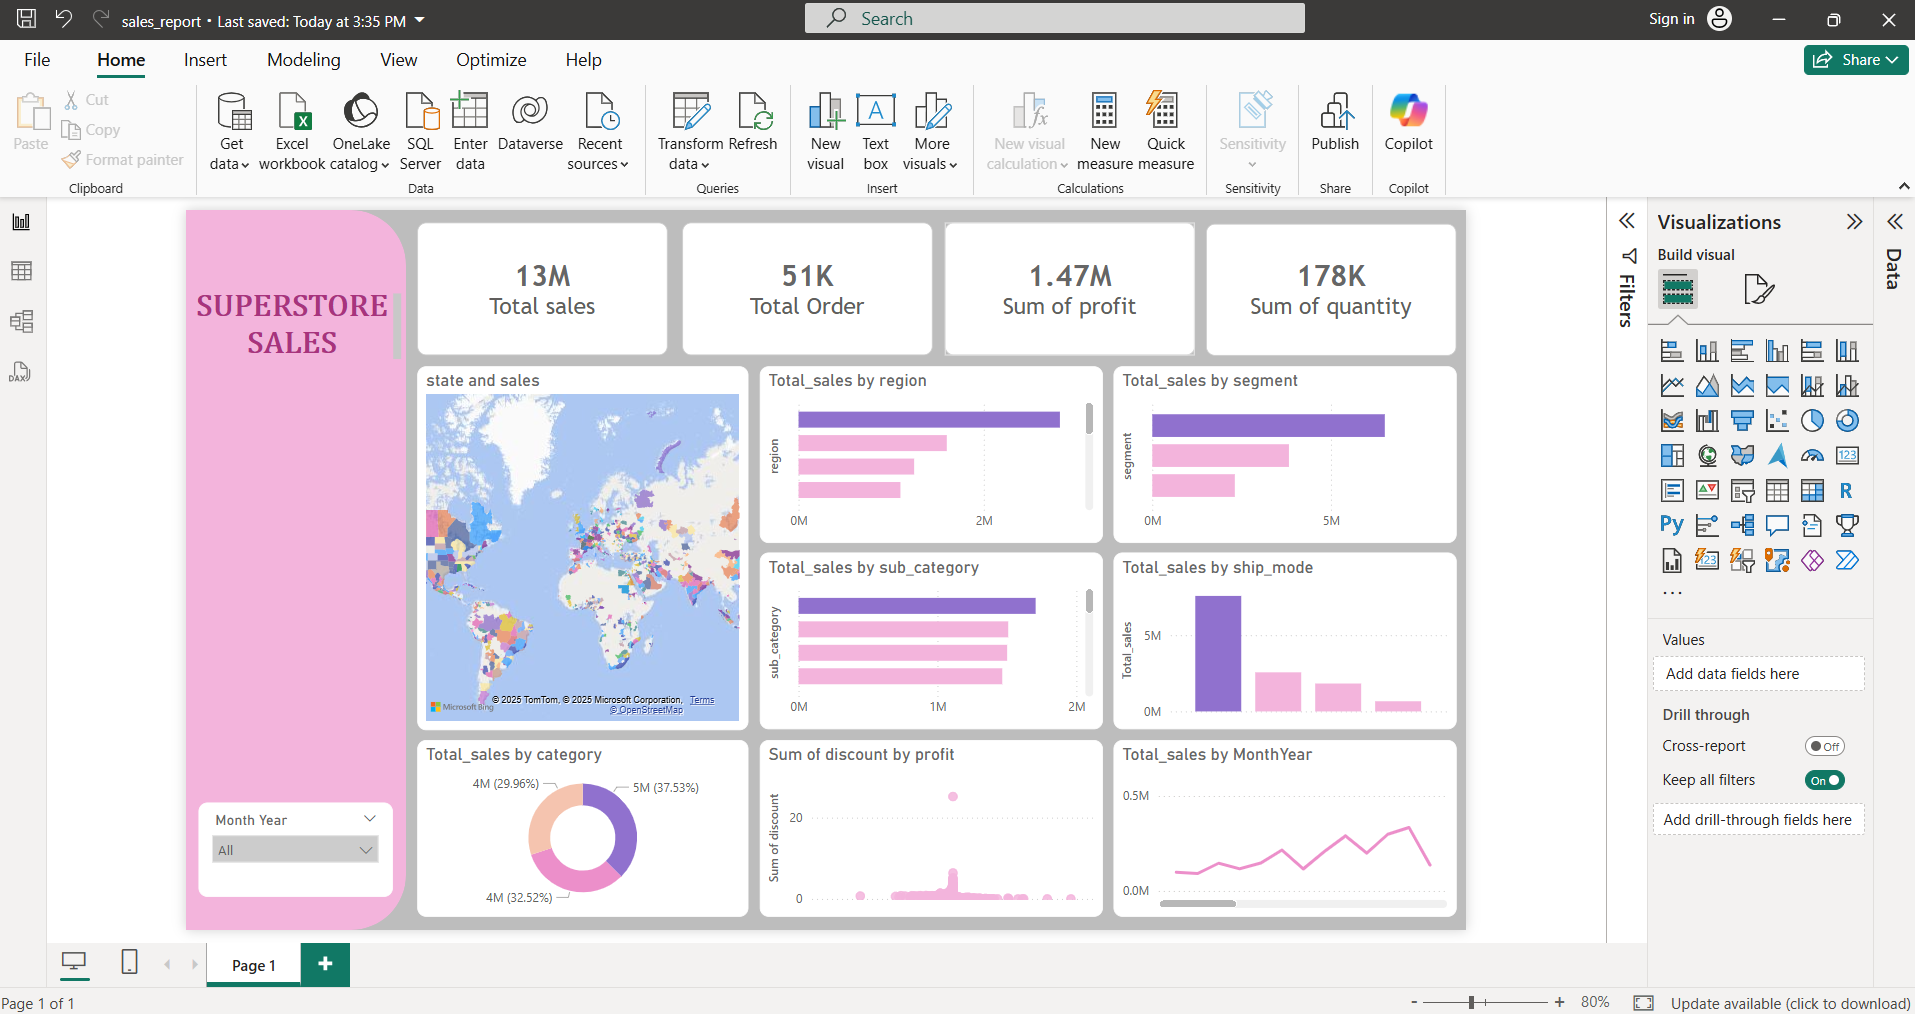 sales_report • Last saved: Today at 3:35 PM
Search
Sign in
File
Home
Insert
Modeling
View
Optimize
Help
Share
Paste
Cut
Copy
Format painter
Clipboard
Get data
Excel workbook
OneLake catalog
SQL Server
Enter data
Dataverse
Recent sources
Data
Transform data
Refresh
Queries
New visual
A
Text box
More visuals
Insert
New visual calculation
New measure
Quick measure
Calculations
Sensitivity
Sensitivity
Publish
Share
Copilot
Copilot
DAX
SUPERSTORE
SALES
Month Year
All
13M
Total sales
51K
Total Order
1.47M
Sum of profit
178K
Sum of quantity
state and sales
Microsoft Bing
© 2025 TomTom, © 2025 Microsoft Corporation, Terms
© OpenStreetMap
Total_sales by region
region
0M
2M
Total_sales by segment
segment
0M
5M
Total_sales by sub_category
sub_category
0M
1M
2M
Total_sales by ship_mode
Total_sales
5M
0M
Total_sales by category
4M (29.96%)
5M (37.53%)
4M (32.52%)
Sum of discount by profit
Sum of discount
20
0
Total_sales by MonthYear
0.5M
0.0M
Filters
Visualizations
Build visual
123
R
Py
123
Values
Add data fields here
Drill through
Cross-report
Off
Keep all filters
On
Add drill-through fields here
Data
Page 1
Page 1 of 1
80%
Update available (click to download)